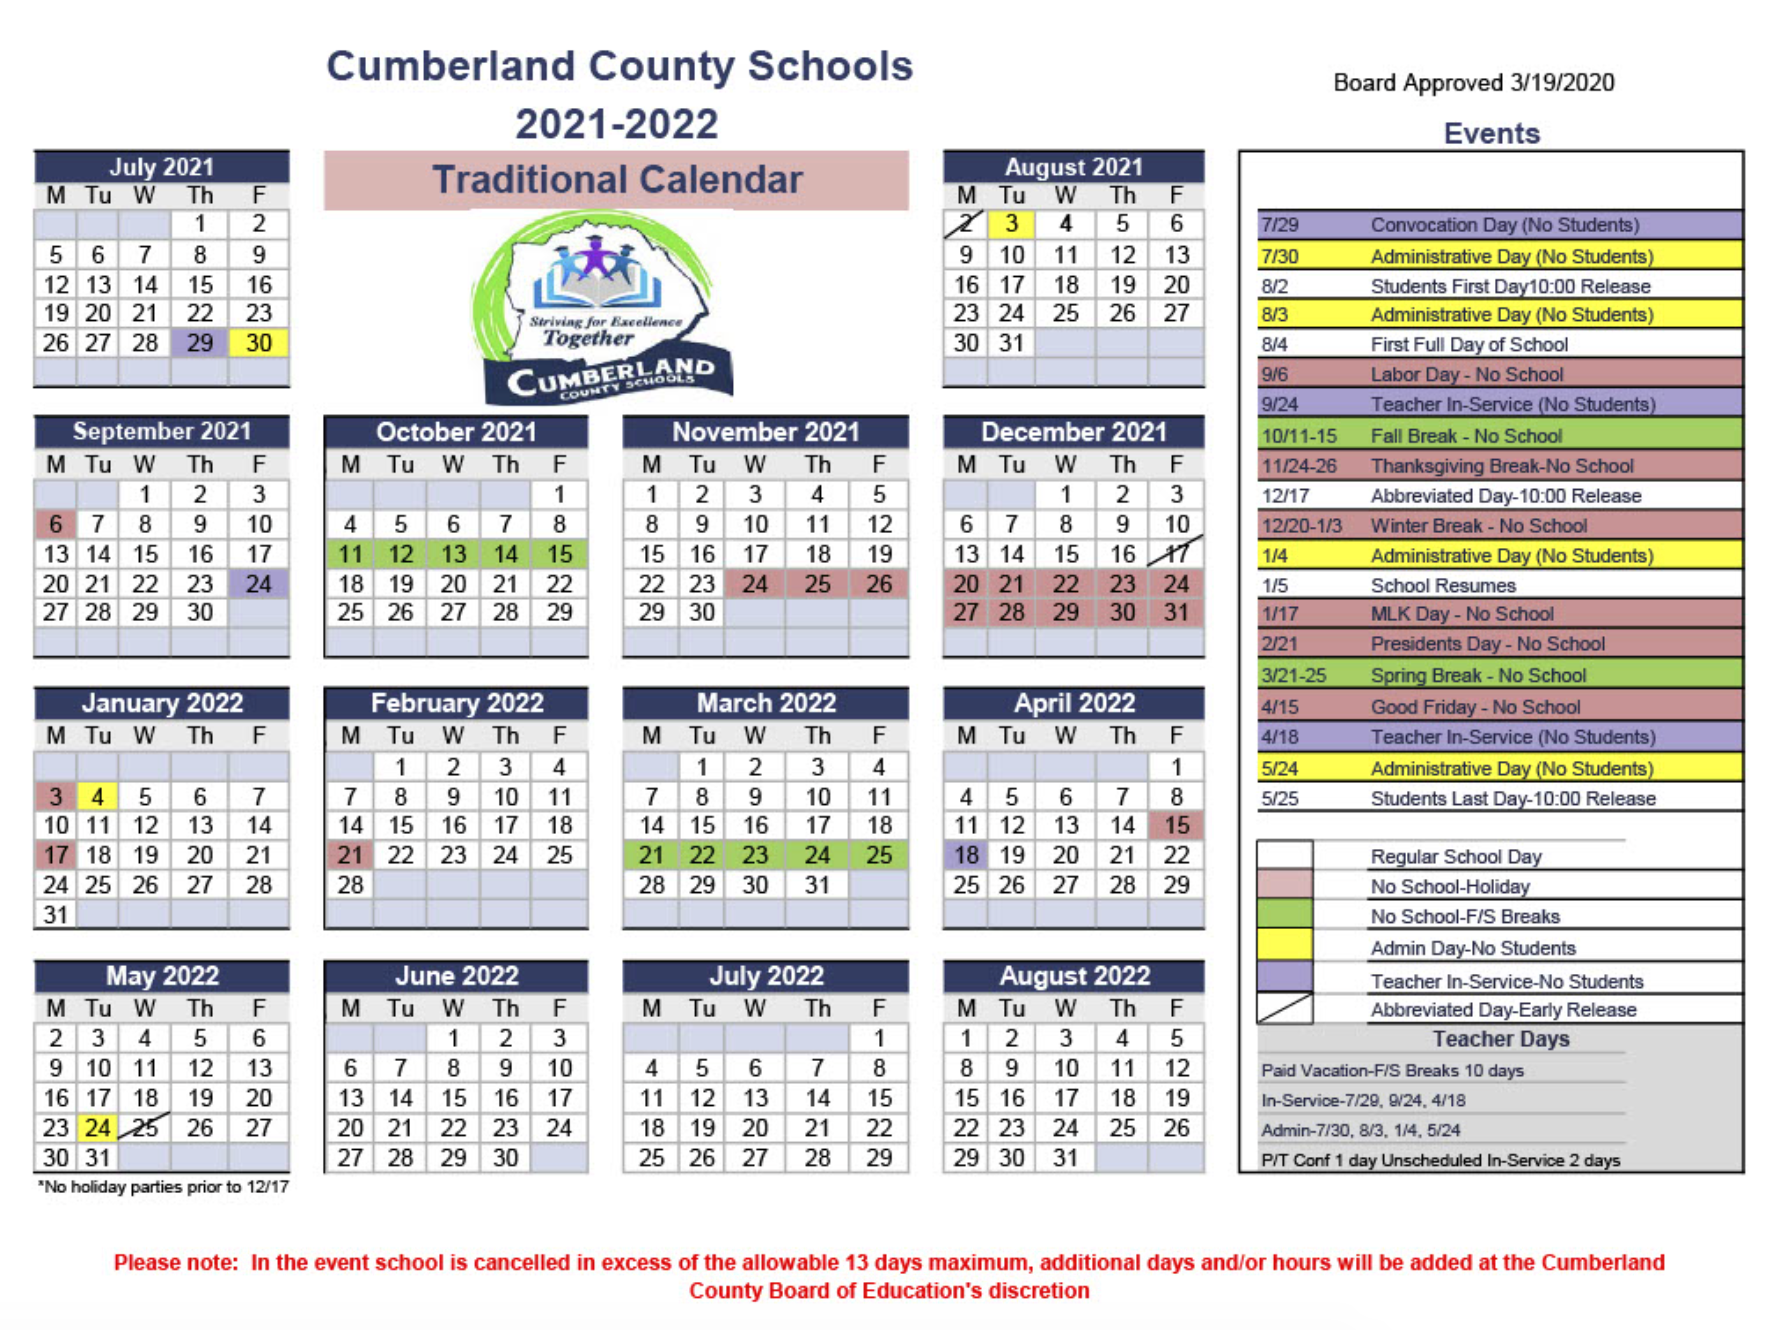 Cumberland County Schools
2021-2022
Traditional Calendar
Striving for Excellence
Together
CUMBERLAND
COUNTY SCHOOLS
Board Approved 3/19/2020
July 2021
M Tu W Th F
1 2
5 6 7 8 9
12 13 14 15 16
19 20 21 22 23
26 27 28 29 30
August 2021
M Tu W Th F
2 3 4 5 6
9 10 11 12 13
16 17 18 19 20
23 24 25 26 27
30 31
September 2021
M Tu W Th F
1 2 3
6 7 8 9 10
13 14 15 16 17
20 21 22 23 24
27 28 29 30
October 2021
M Tu W Th F
1
4 5 6 7 8
11 12 13 14 15
18 19 20 21 22
25 26 27 28 29
November 2021
M Tu W Th F
1 2 3 4 5
8 9 10 11 12
15 16 17 18 19
22 23 24 25 26
29 30
December 2021
M Tu W Th F
1 2 3
6 7 8 9 10
13 14 15 16 17
20 21 22 23 24
27 28 29 30 31
January 2022
M Tu W Th F
3 4 5 6 7
10 11 12 13 14
17 18 19 20 21
24 25 26 27 28
31
February 2022
M Tu W Th F
1 2 3 4
7 8 9 10 11
14 15 16 17 18
21 22 23 24 25
28
March 2022
M Tu W Th F
1 2 3 4
7 8 9 10 11
14 15 16 17 18
21 22 23 24 25
28 29 30 31
April 2022
M Tu W Th F
1
4 5 6 7 8
11 12 13 14 15
18 19 20 21 22
25 26 27 28 29
May 2022
M Tu W Th F
2 3 4 5 6
9 10 11 12 13
16 17 18 19 20
23 24 25 26 27
30 31
June 2022
M Tu W Th F
1 2 3
6 7 8 9 10
13 14 15 16 17
20 21 22 23 24
27 28 29 30
July 2022
M Tu W Th F
1
4 5 6 7 8
11 12 13 14 15
18 19 20 21 22
25 26 27 28 29
August 2022
M Tu W Th F
1 2 3 4 5
8 9 10 11 12
15 16 17 18 19
22 23 24 25 26
29 30 31
*No holiday parties prior to 12/17
Events
7/29 Convocation Day (No Students)
7/30 Administrative Day (No Students)
8/2 Students First Day10:00 Release
8/3 Administrative Day (No Students)
8/4 First Full Day of School
9/6 Labor Day - No School
9/24 Teacher In-Service (No Students)
10/11-15 Fall Break - No School
11/24-26 Thanksgiving Break-No School
12/17 Abbreviated Day-10:00 Release
12/20-1/3 Winter Break - No School
1/4 Administrative Day (No Students)
1/5 School Resumes
1/17 MLK Day - No School
2/21 Presidents Day - No School
3/21-25 Spring Break - No School
4/15 Good Friday - No School
4/18 Teacher In-Service (No Students)
5/24 Administrative Day (No Students)
5/25 Students Last Day-10:00 Release
Regular School Day
No School-Holiday
No School-F/S Breaks
Admin Day-No Students
Teacher In-Service-No Students
Abbreviated Day-Early Release
Teacher Days
Paid Vacation-F/S Breaks 10 days
In-Service-7/29, 9/24, 4/18
Admin-7/30, 8/3, 1/4, 5/24
P/T Conf 1 day Unscheduled In-Service 2 days
Please note: In the event school is cancelled in excess of the allowable 13 days maximum, additional days and/or hours will be added at the Cumberland
County Board of Education's discretion